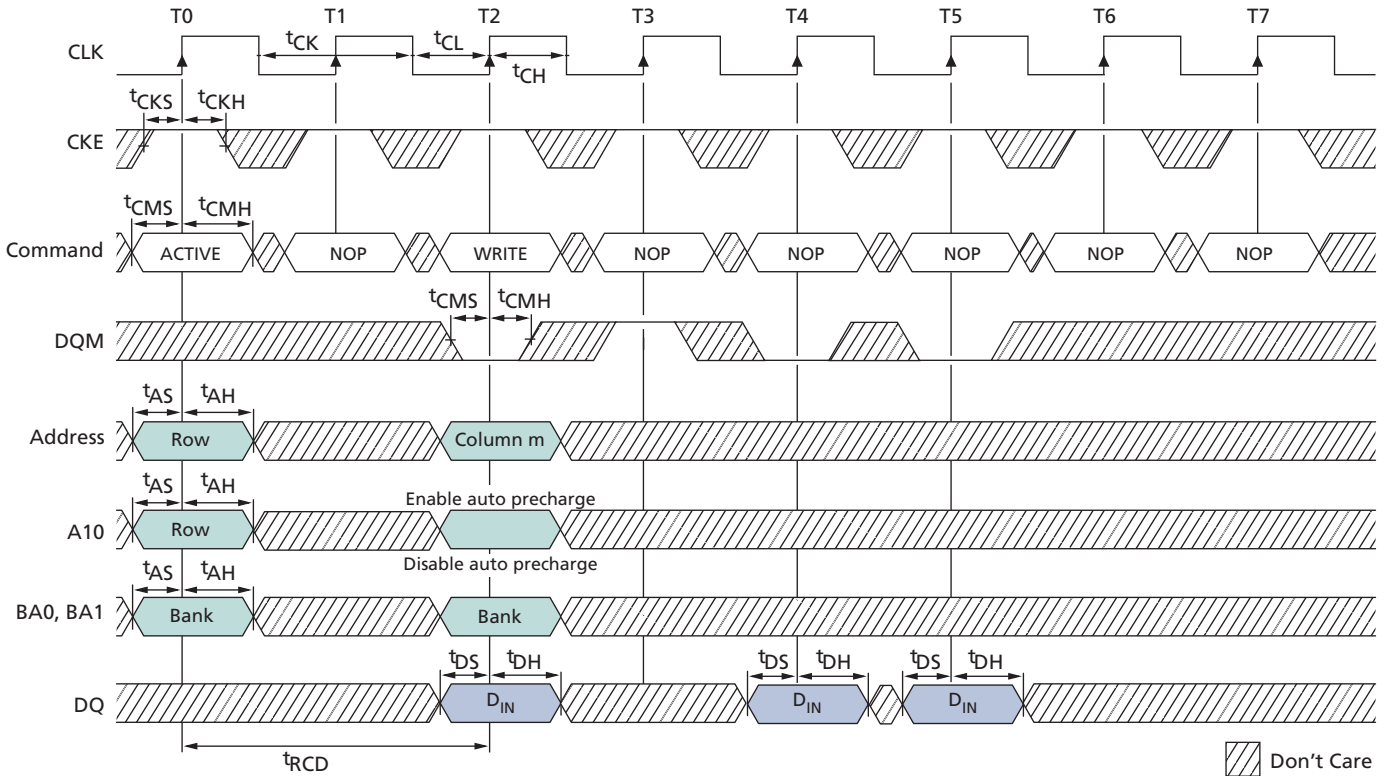 T0 T1 T2 T3 T4 T5 T6 T7
CLK
tCK tCL
tCH
tCKS tCKH
CKE
tCMS tCMH
Command ACTIVE NOP WRITE NOP NOP NOP NOP NOP
tCMS tCMH
DQM
tAS tAH
Address Row Column m
tAS tAH
Enable auto precharge
A10 Row
Disable auto precharge
tAS tAH
BA0, BA1 Bank Bank
tDS tDH tDS tDH tDS tDH
DQ DIN DIN DIN
tRCD
Don't Care